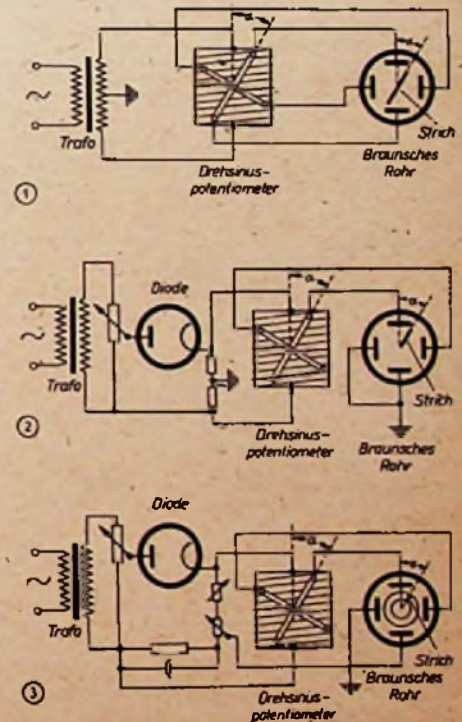 α
α
Trafo
Strich
Drehsinus-
potentiometer
Braunsches
Rohr
①
Diode
α
α
Trafo
Strich
Drehsinus-
potentiometer
Braunsches
Rohr
②
Diode
α
α
Trafo
Strich
Drehsinus-
potentiometer
Braunsches
Rohr
③